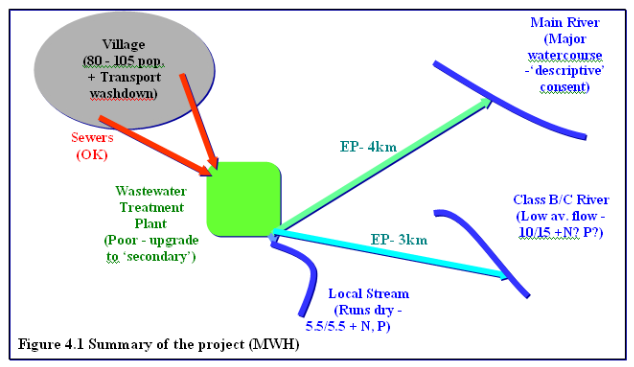 Village
(80 - 105 pop.
+ Transport
washdown)
Main River
(Major
watercourse
-‘descriptive’
consent)
Sewers
(OK)
EP- 4km
Wastewater
Treatment
Plant
(Poor - upgrade
to ‘secondary’)
Class B/C River
(Low av. flow -
10/15 +N? P?)
EP- 3km
Local Stream
(Runs dry -
5.5/5.5 + N, P)
Figure 4.1 Summary of the project (MWH)